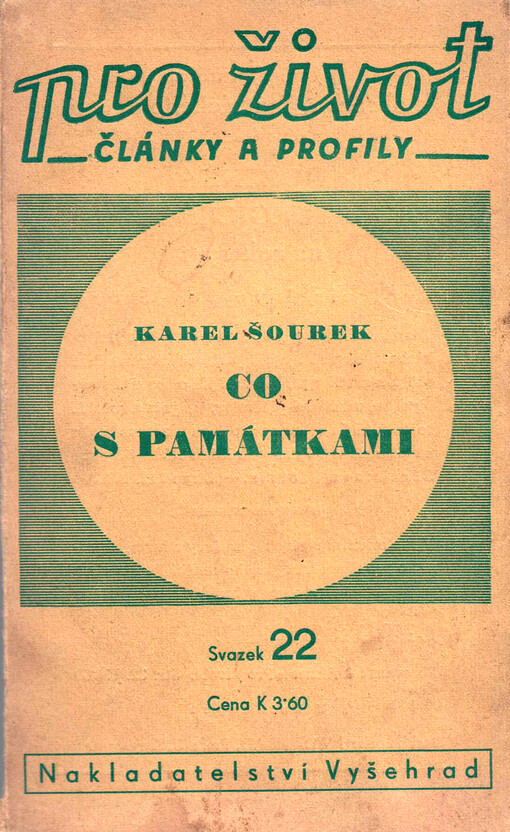 pro život
ČLÁNKY A PROFILY
KAREL ŠOUREK
CO
S PAMÁTKAMI
Svazek 22
Cena K 3·60
Nakladatelství Vyšehrad